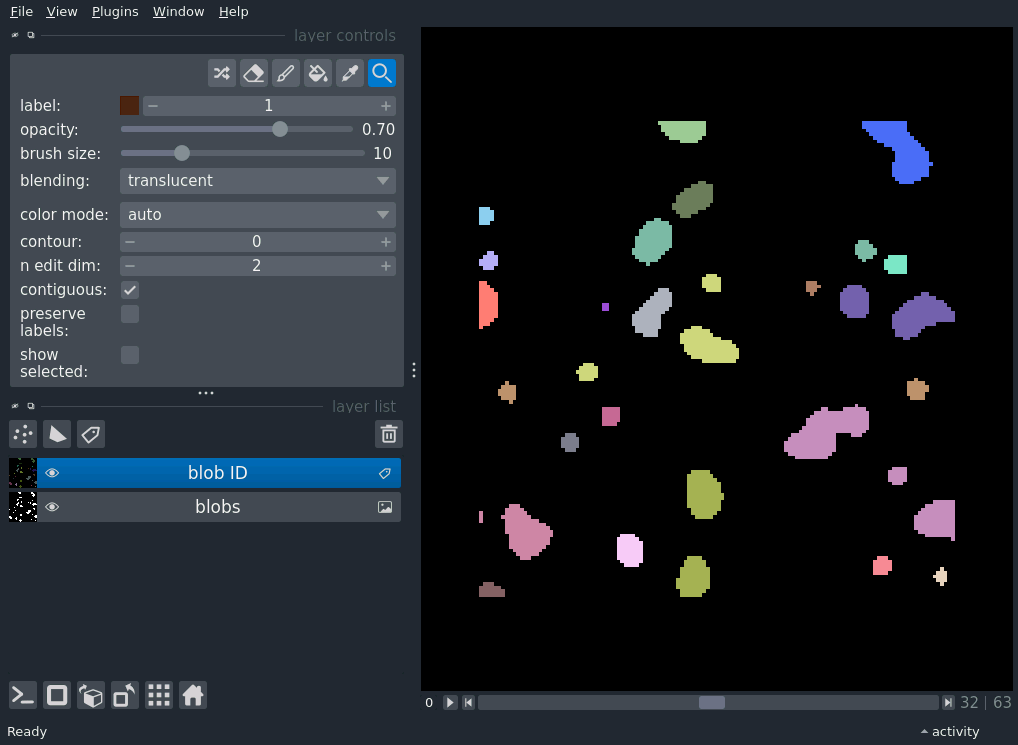 File View Plugins Window Help
layer controls
label: 1
opacity: 0.70
brush size: 10
blending: translucent
color mode: auto
contour: 0
n edit dim: 2
contiguous:
preserve
labels:
show
selected:
layer list
blob ID
blobs
0 32 | 63
Ready activity